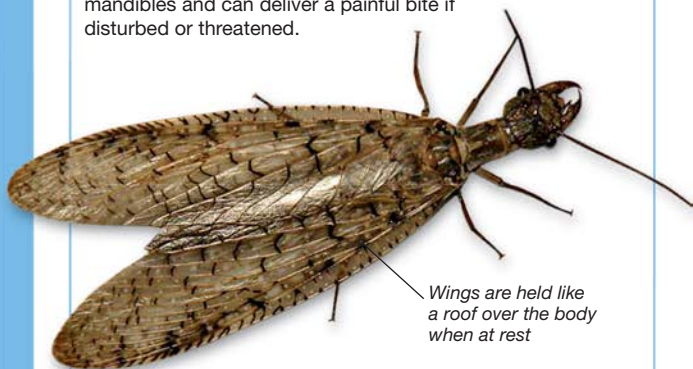 mandibles and can deliver a painful bite if
disturbed or threatened.
Wings are held like
a roof over the body
when at rest